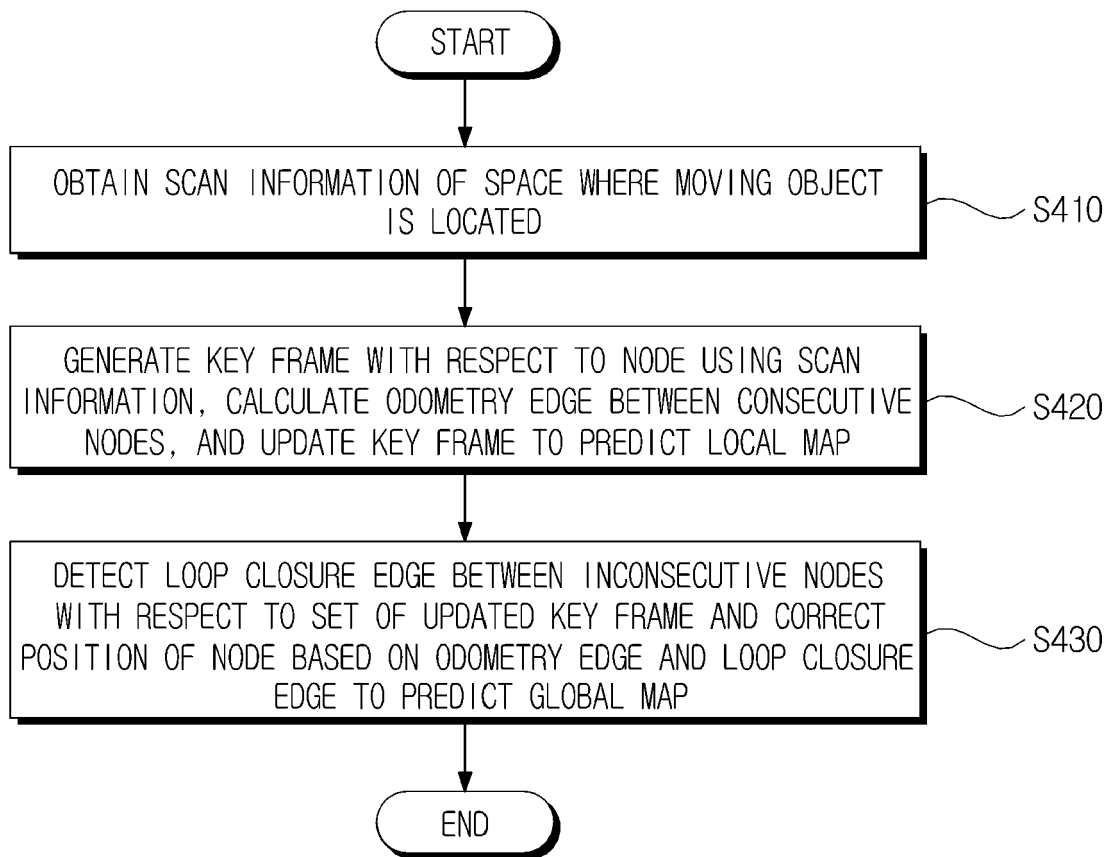 START
OBTAIN SCAN INFORMATION OF SPACE WHERE MOVING OBJECT
IS LOCATED
S410
GENERATE KEY FRAME WITH RESPECT TO NODE USING SCAN
INFORMATION, CALCULATE ODOMETRY EDGE BETWEEN CONSECUTIVE
NODES, AND UPDATE KEY FRAME TO PREDICT LOCAL MAP
S420
DETECT LOOP CLOSURE EDGE BETWEEN INCONSECUTIVE NODES
WITH RESPECT TO SET OF UPDATED KEY FRAME AND CORRECT
POSITION OF NODE BASED ON ODOMETRY EDGE AND LOOP CLOSURE
EDGE TO PREDICT GLOBAL MAP
S430
END